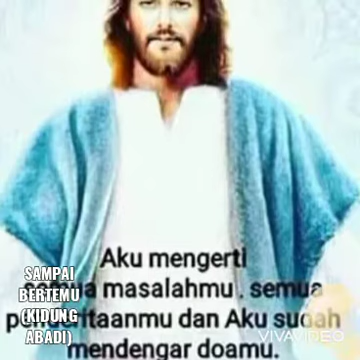 Aku mengerti
masalahmu . semua
dan Aku sudah
mendengar doamu.
SAMPAI
BERTEMU
(KIDUNG
ABADI)
VIVAVIDEO